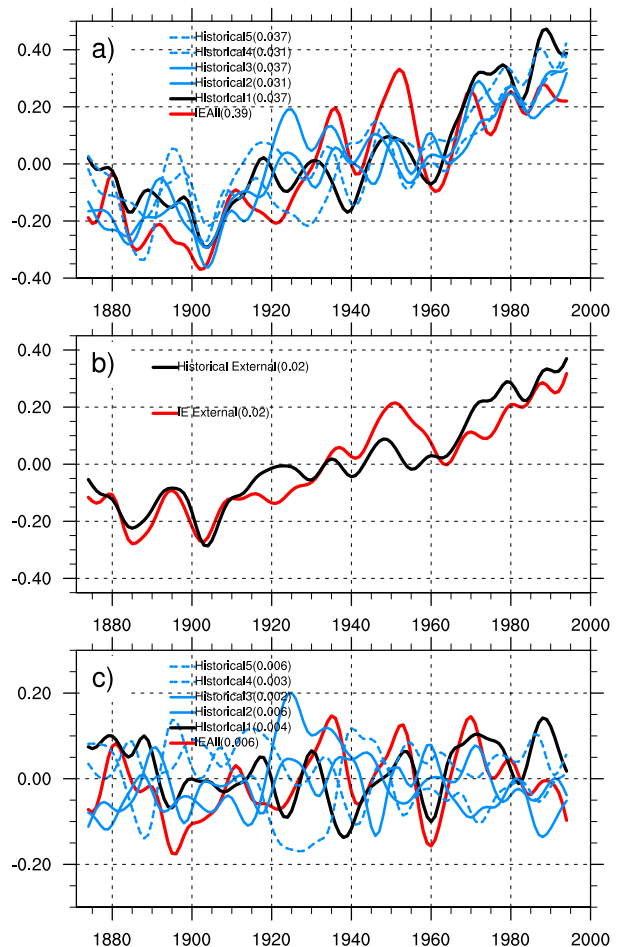 a)
Historical5(0.037)
Historical4(0.031)
Historical3(0.037)
Historical2(0.031)
Historical1(0.037)
IEAll(0.39)
0.40
0.20
0.00
-0.20
-0.40
1880 1900 1920 1940 1960 1980 2000
b)
Historical External(0.02)
IE External(0.02)
0.40
0.20
0.00
-0.20
-0.40
1880 1900 1920 1940 1960 1980 2000
c)
Historical5(0.006)
Historical4(0.003)
Historical3(0.002)
Historical2(0.006)
Historical1(0.004)
IEAll(0.006)
0.20
0.00
-0.20
1880 1900 1920 1940 1960 1980 2000